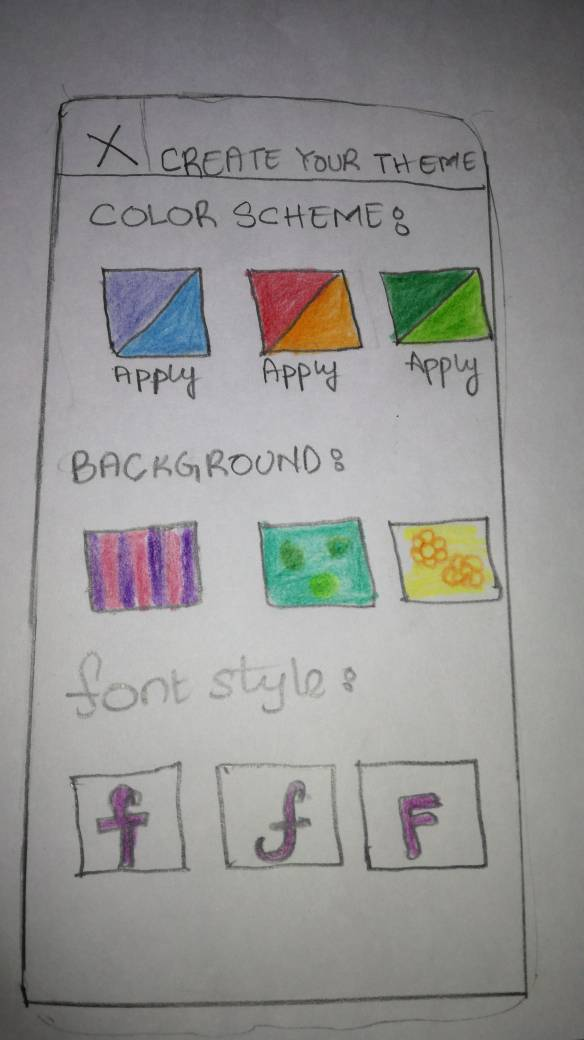 X CREATE YOUR THEME
COLOR SCHEME:
Apply Apply Apply
BACKGROUND:
font style:
f f F